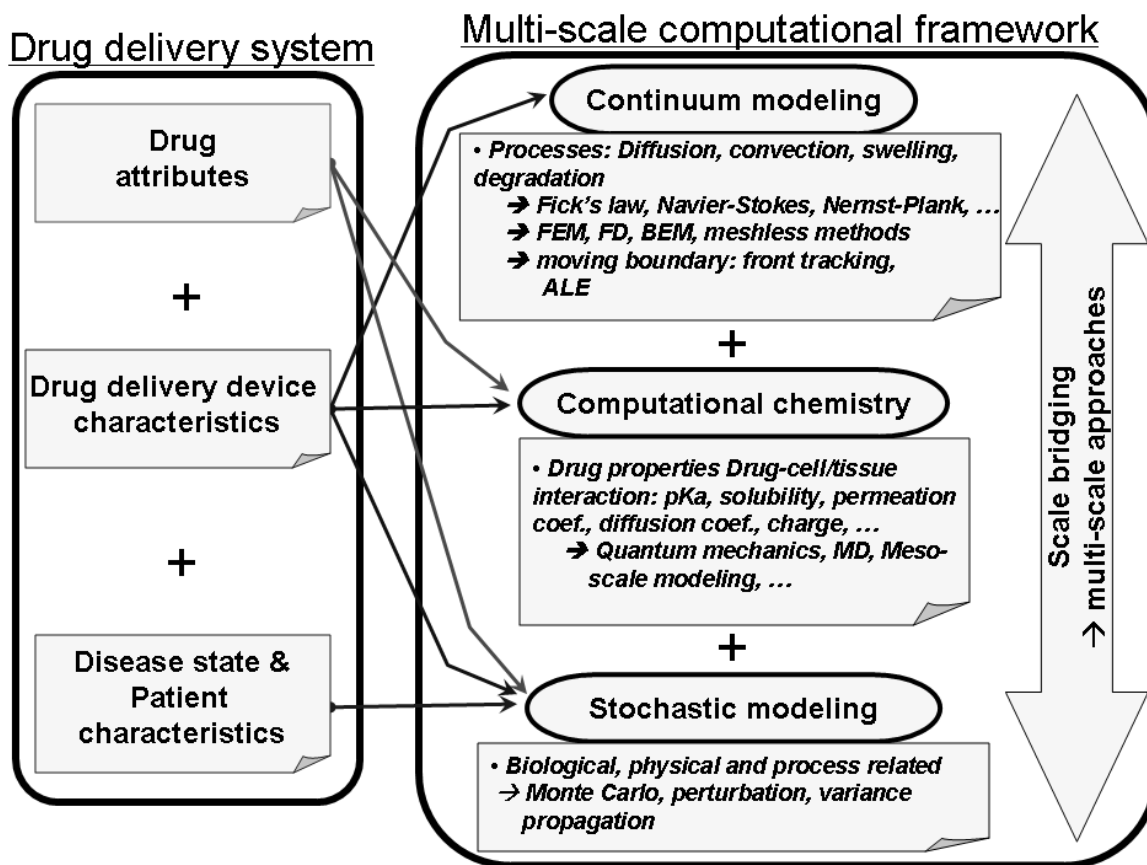 Drug delivery system
Drug
attributes
+
Drug delivery device
characteristics
+
Disease state &
Patient
characteristics
Multi-scale computational framework
Continuum modeling
• Processes: Diffusion, convection, swelling,
degradation
→ Fick's law, Navier-Stokes, Nernst-Plank, …
→ FEM, FD, BEM, meshless methods
→ moving boundary: front tracking,
ALE
+
Computational chemistry
• Drug properties Drug-cell/tissue
interaction: pKa, solubility, permeation
coef., diffusion coef., charge, …
→ Quantum mechanics, MD, Meso-
scale modeling, …
+
Stochastic modeling
• Biological, physical and process related
→ Monte Carlo, perturbation, variance
propagation
Scale bridging
→ multi-scale approaches